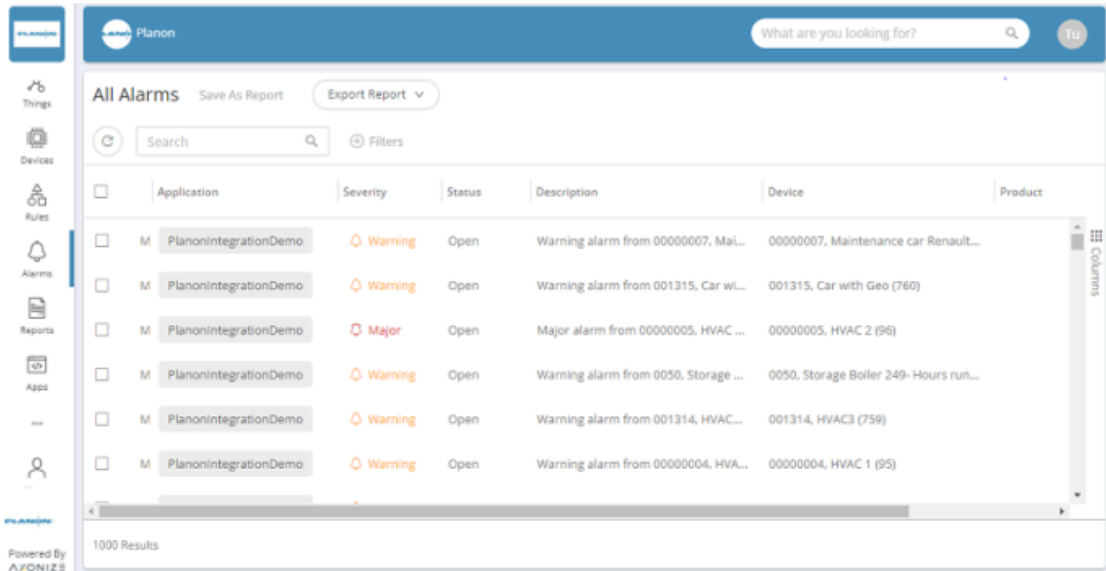 PLANON
Planon
What are you looking for?
Tu
Things
Devices
Rules
Alarms
Reports
Apps
...
PLANON
Powered By
AXONIZE
All Alarms Save As Report Export Report
Search Filters
Application Severity Status Description Device Product
M PlanonIntegrationDemo Warning Open Warning alarm from 00000007, Mai... 00000007, Maintenance car Renault...
M PlanonIntegrationDemo Warning Open Warning alarm from 001315, Car wi... 001315, Car with Geo (760)
M PlanonIntegrationDemo Major Open Major alarm from 00000005, HVAC ... 00000005, HVAC 2 (96)
M PlanonIntegrationDemo Warning Open Warning alarm from 0050, Storage ... 0050, Storage Boiler 249- Hours run...
M PlanonIntegrationDemo Warning Open Warning alarm from 001314, HVAC... 001314, HVAC3 (759)
M PlanonIntegrationDemo Warning Open Warning alarm from 00000004, HVA... 00000004, HVAC 1 (95)
Columns
1000 Results